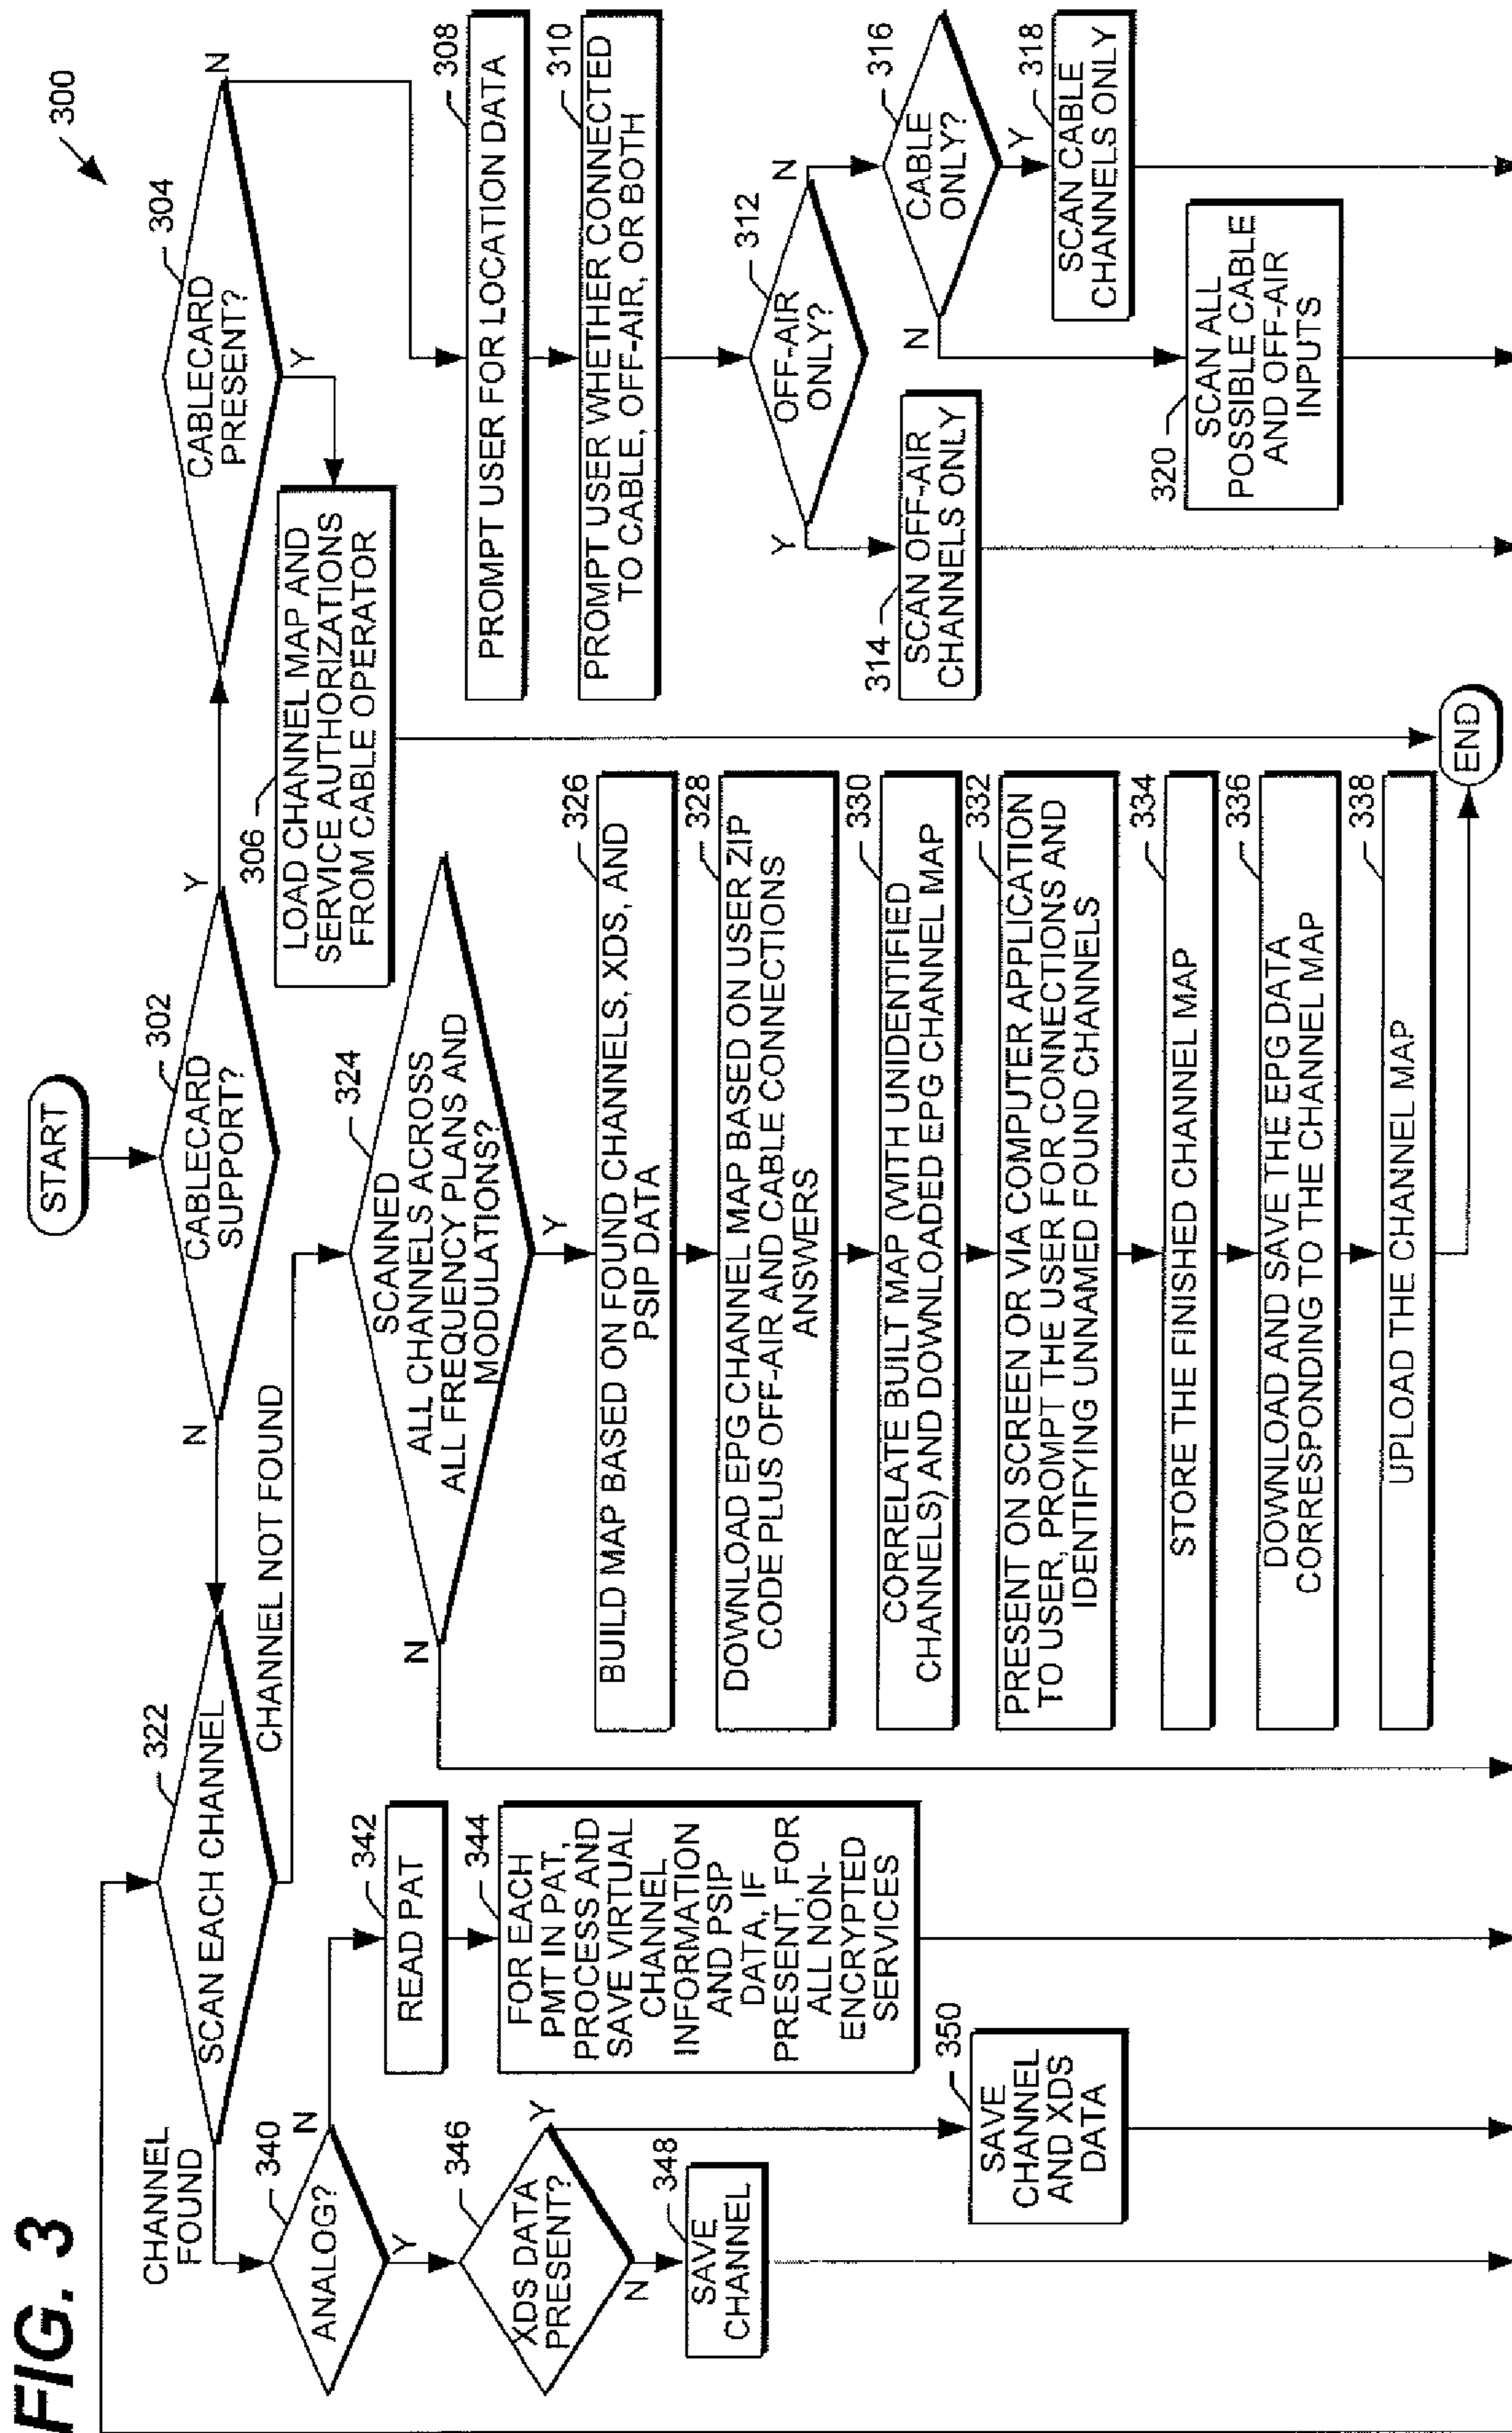 FIG. 3
300
START
302
CABLECARD
SUPPORT?
N
Y
304
CABLECARD
PRESENT?
Y
N
306
LOAD CHANNEL MAP AND
SERVICE AUTHORIZATIONS
FROM CABLE OPERATOR
308
PROMPT USER FOR LOCATION DATA
310
PROMPT USER WHETHER CONNECTED
TO CABLE, OFF-AIR, OR BOTH
312
OFF-AIR
ONLY?
Y
N
314
SCAN OFF-AIR
CHANNELS ONLY
316
CABLE
ONLY?
N
Y
318
SCAN CABLE
CHANNELS ONLY
320
SCAN ALL
POSSIBLE CABLE
AND OFF-AIR
INPUTS
322
SCAN EACH CHANNEL
CHANNEL
FOUND
CHANNEL NOT FOUND
324
SCANNED
ALL CHANNELS ACROSS
ALL FREQUENCY PLANS AND
MODULATIONS?
N
Y
326
BUILD MAP BASED ON FOUND CHANNELS, XDS, AND
PSIP DATA
328
DOWNLOAD EPG CHANNEL MAP BASED ON USER ZIP
CODE PLUS OFF-AIR AND CABLE CONNECTIONS
ANSWERS
330
CORRELATE BUILT MAP (WITH UNIDENTIFIED
CHANNELS) AND DOWNLOADED EPG CHANNEL MAP
332
PRESENT ON SCREEN OR VIA COMPUTER APPLICATION
TO USER, PROMPT THE USER FOR CONNECTIONS AND
IDENTIFYING UNNAMED FOUND CHANNELS
334
STORE THE FINISHED CHANNEL MAP
336
DOWNLOAD AND SAVE THE EPG DATA
CORRESPONDING TO THE CHANNEL MAP
338
UPLOAD THE CHANNEL MAP
END
340
ANALOG?
N
Y
342
READ PAT
344
FOR EACH
PMT IN PAT,
PROCESS AND
SAVE VIRTUAL
CHANNEL
INFORMATION
AND PSIP
DATA, IF
PRESENT, FOR
ALL NON-
ENCRYPTED
SERVICES
346
XDS DATA
PRESENT?
N
Y
348
SAVE
CHANNEL
350
SAVE
CHANNEL
AND XDS
DATA